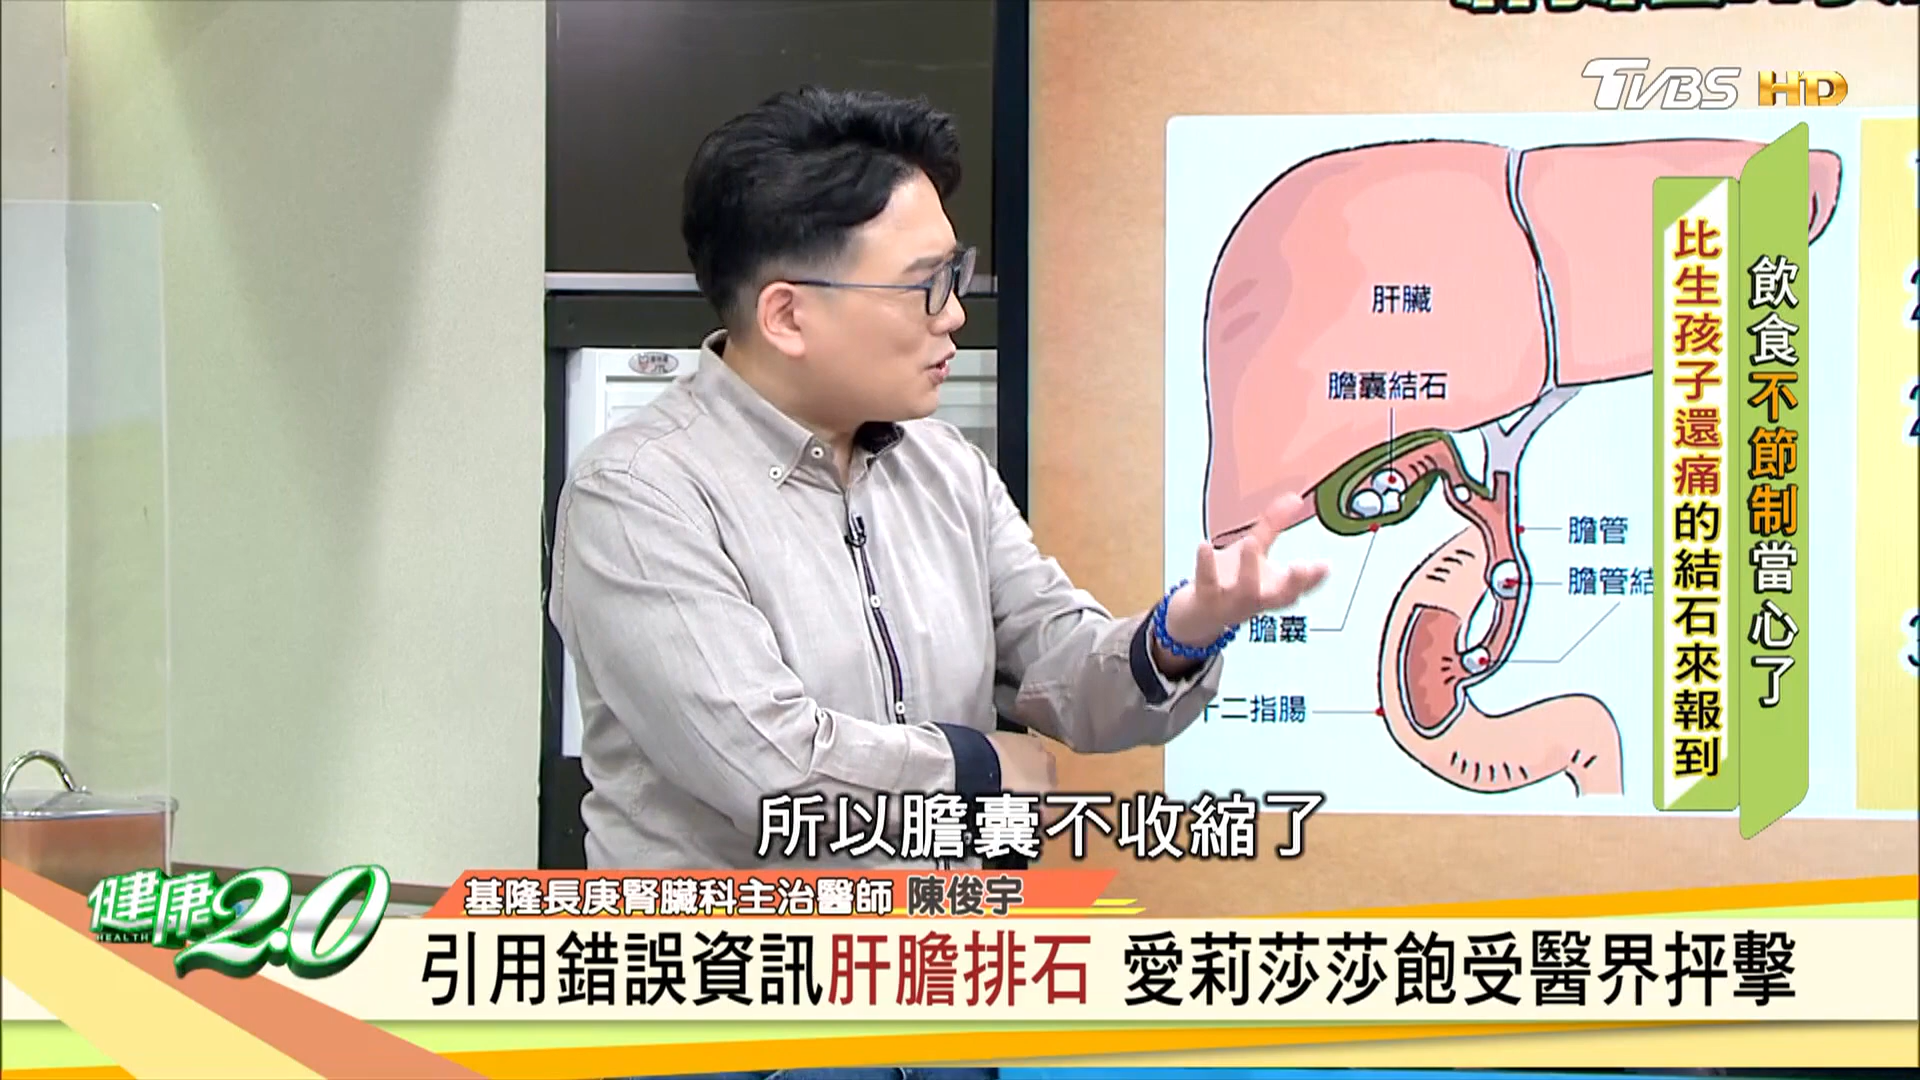 TVBS HD
飲食不節制當心了
比生孩子還痛的結石來報到
肝臟
膽囊結石
膽管
膽管結
膽囊
十二指腸
所以膽囊不收縮了
健康2.0
HEALTH
基隆長庚腎臟科主治醫師 陳俊宇
引用錯誤資訊肝膽排石 愛莉莎莎飽受醫界抨擊